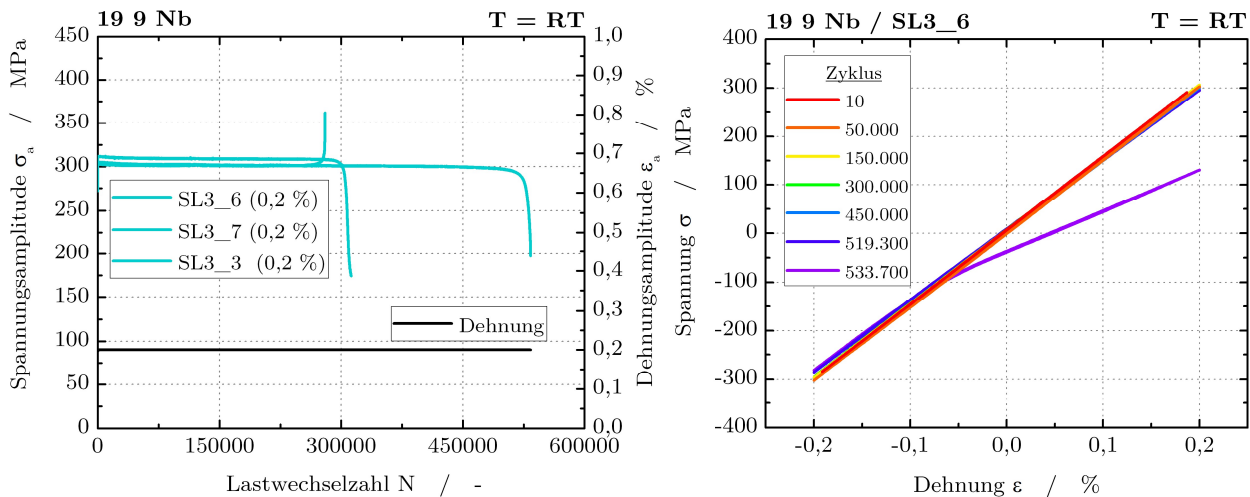 19 9 Nb
T = RT
450
400
350
300
250
200
150
100
50
0
Spannungsamplitude σa / MPa
1,0
0,9
0,8
0,7
0,6
0,5
0,4
0,3
0,2
0,1
0,0
Dehnungsamplitude εa / %
SL3_6 (0,2 %)
SL3_7 (0,2 %)
SL3_3 (0,2 %)
Dehnung
0 150000 300000 450000 600000
Lastwechselzahl N / -
19 9 Nb / SL3_6
T = RT
400
300
200
100
0
-100
-200
-300
-400
Spannung σ / MPa
Zyklus
10
50.000
150.000
300.000
450.000
519.300
533.700
-0,2 -0,1 0,0 0,1 0,2
Dehnung ε / %